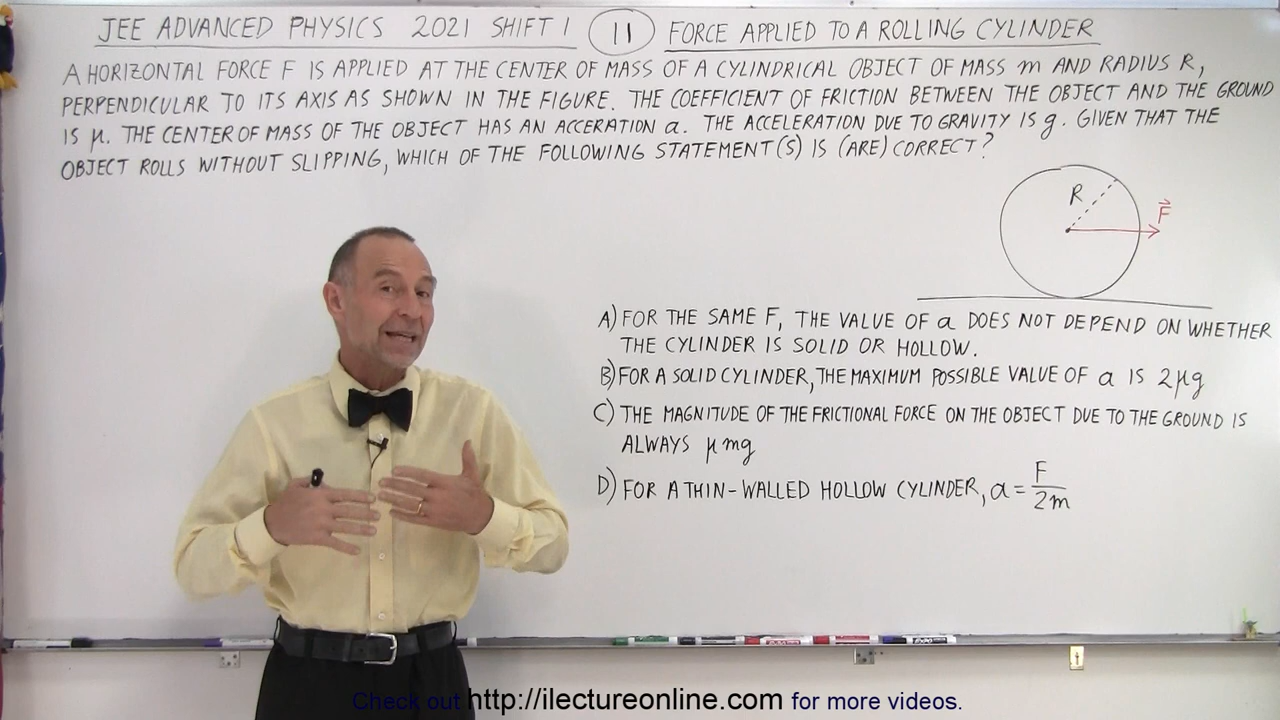 JEE ADVANCED PHYSICS 2021 SHIFT 1 11 FORCE APPLIED TO A ROLLING CYLINDER
A HORIZONTAL FORCE F IS APPLIED AT THE CENTER OF MASS OF A CYLINDRICAL OBJECT OF MASS m AND RADIUS R,
PERPENDICULAR TO ITS AXIS AS SHOWN IN THE FIGURE. THE COEFFICIENT OF FRICTION BETWEEN THE OBJECT AND THE GROUND
IS μ. THE CENTER OF MASS OF THE OBJECT HAS AN ACCERATION a. THE ACCELERATION DUE TO GRAVITY IS g. GIVEN THAT THE
OBJECT ROLLS WITHOUT SLIPPING, WHICH OF THE FOLLOWING STATEMENT(S) IS (ARE) CORRECT?
R
F⃗
A) FOR THE SAME F, THE VALUE OF a DOES NOT DEPEND ON WHETHER
THE CYLINDER IS SOLID OR HOLLOW.
B) FOR A SOLID CYLINDER, THE MAXIMUM POSSIBLE VALUE OF a IS 2μg
C) THE MAGNITUDE OF THE FRICTIONAL FORCE ON THE OBJECT DUE TO THE GROUND IS
ALWAYS μmg
D) FOR A THIN-WALLED HOLLOW CYLINDER, a = F/2m
Check out http://ilectureonline.com for more videos.